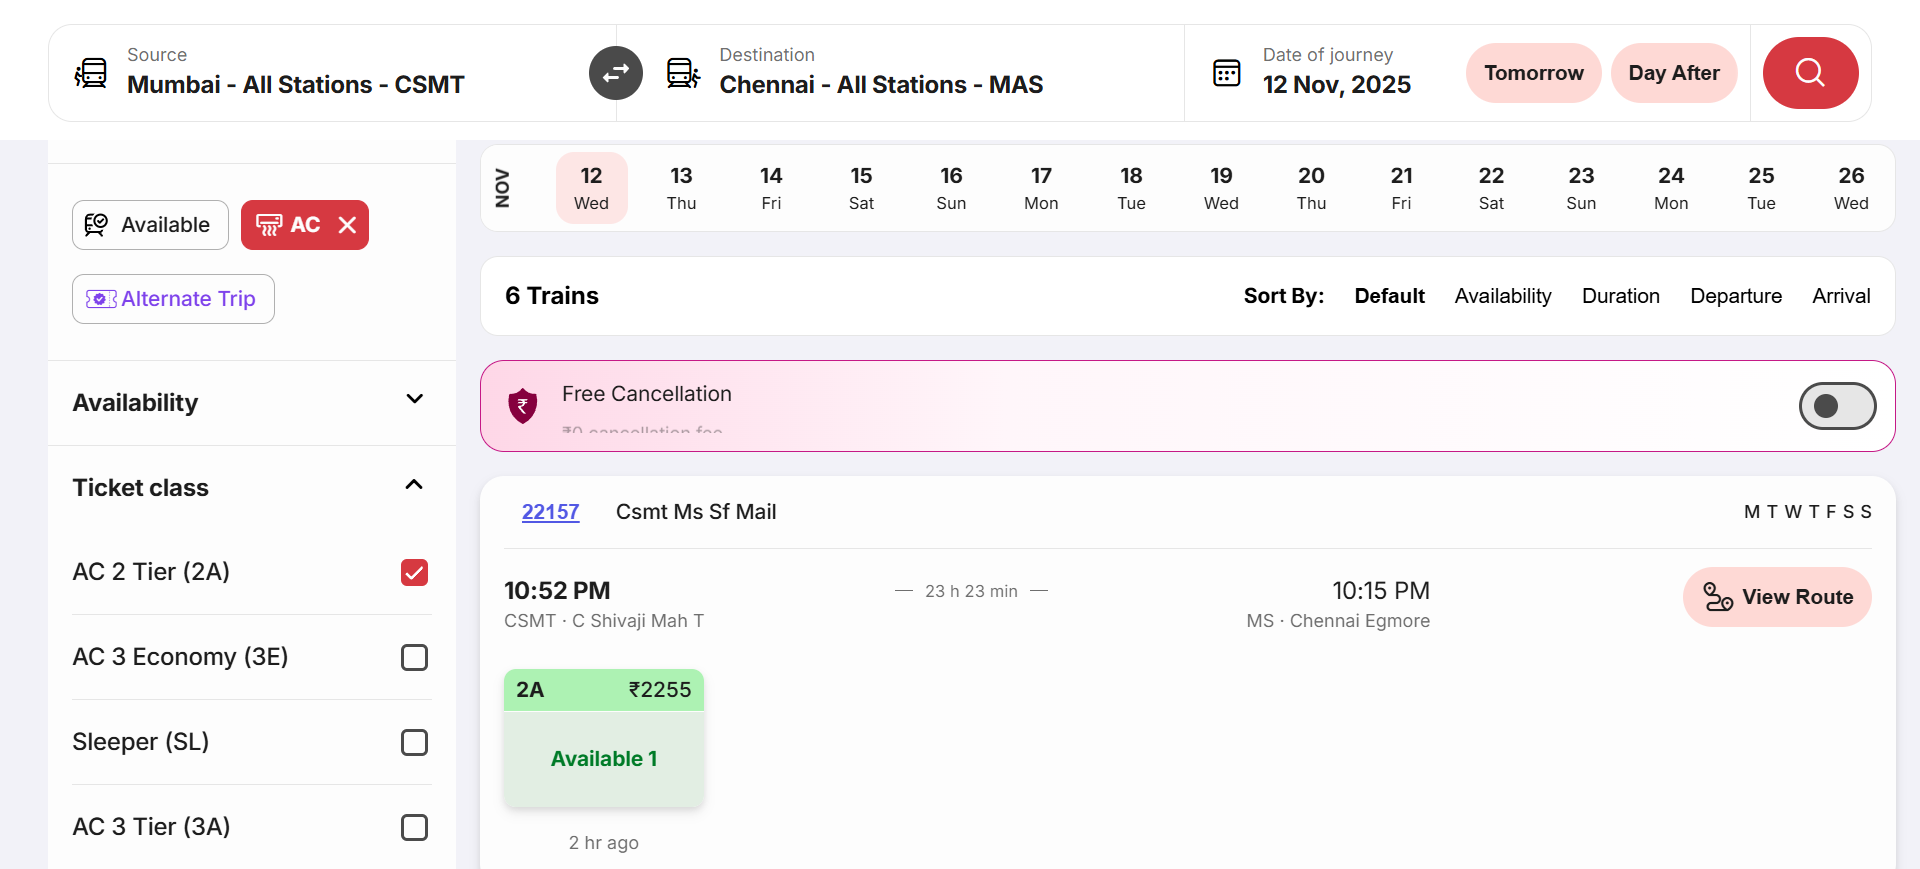 Source
Mumbai - All Stations - CSMT
Destination
Chennai - All Stations - MAS
Date of journey
12 Nov, 2025
Tomorrow
Day After
Available
AC
Alternate Trip
Availability
Ticket class
AC 2 Tier (2A)
AC 3 Economy (3E)
Sleeper (SL)
AC 3 Tier (3A)
NOV
12 13 14 15 16 17 18 19 20 21 22 23 24 25 26
Wed Thu Fri Sat Sun Mon Tue Wed Thu Fri Sat Sun Mon Tue Wed
6 Trains
Sort By: Default Availability Duration Departure Arrival
Free Cancellation
₹0 cancellation fee
22157 Csmt Ms Sf Mail
M T W T F S S
10:52 PM
CSMT · C Shivaji Mah T
23 h 23 min
10:15 PM
MS · Chennai Egmore
View Route
2A ₹2255
Available 1
2 hr ago